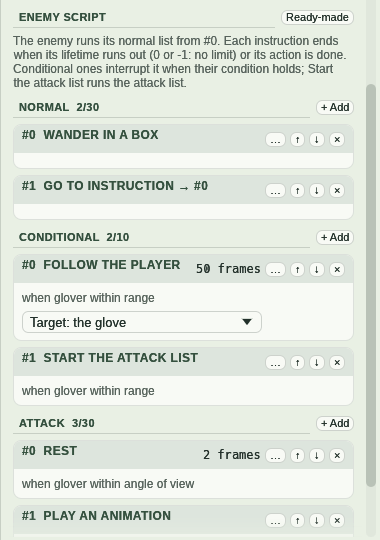 ENEMY SCRIPT Ready-made
The enemy runs its normal list from #0. Each instruction ends
when its lifetime runs out (0 or -1: no limit) or its action is done.
Conditional ones interrupt it when their condition holds; Start
the attack list runs the attack list.
NORMAL 2/30 + Add
#0 WANDER IN A BOX ... ↑ ↓ ×
#1 GO TO INSTRUCTION → #0 ... ↑ ↓ ×
CONDITIONAL 2/10 + Add
#0 FOLLOW THE PLAYER 50 frames ... ↑ ↓ ×
when glover within range
Target: the glove
#1 START THE ATTACK LIST ... ↑ ↓ ×
when glover within range
ATTACK 3/30 + Add
#0 REST 2 frames ... ↑ ↓ ×
when glover within angle of view
#1 PLAY AN ANIMATION ... ↑ ↓ ×